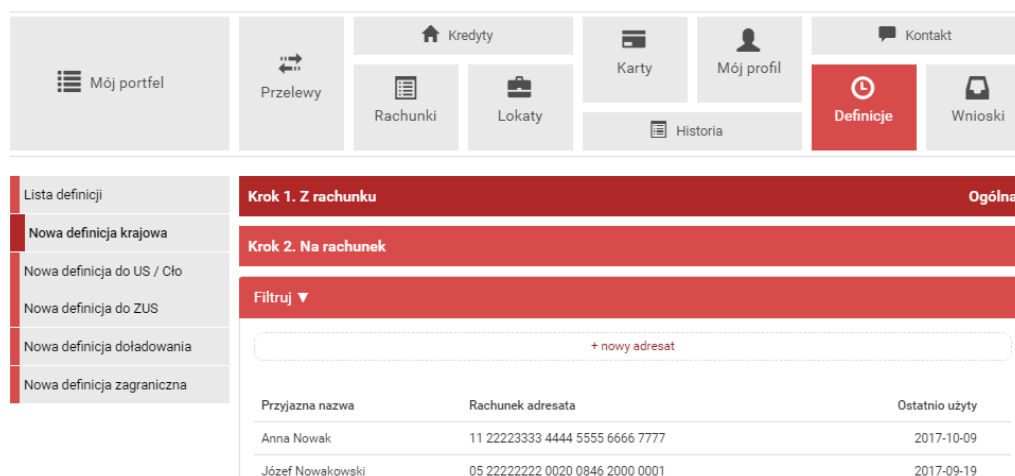 Mój portfel
Przelewy
Kredyty
Rachunki
Lokaty
Karty
Mój profil
Historia
Kontakt
Definicje
Wnioski
Lista definicji
Nowa definicja krajowa
Nowa definicja do US / Cło
Nowa definicja do ZUS
Nowa definicja doładowania
Nowa definicja zagraniczna
Krok 1. Z rachunku Ogólna
Krok 2. Na rachunek
Filtruj ▼
+ nowy adresat
Przyjazna nazwa Rachunek adresata Ostatnio użyty
Anna Nowak 11 22223333 4444 5555 6666 7777 2017-10-09
Józef Nowakowski 05 22222222 0020 0846 2000 0001 2017-09-19